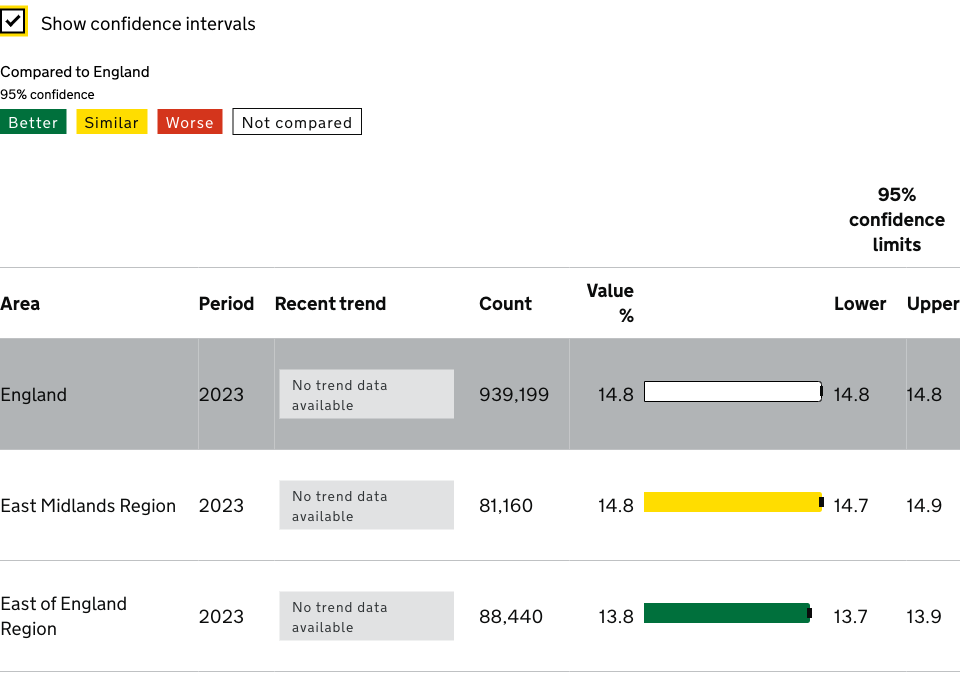 Show confidence intervals
Compared to England
95% confidence
Better Similar Worse Not compared
95%
confidence
limits
Area Period Recent trend Count Value % Lower Upper
England 2023 No trend data available 939,199 14.8 14.8 14.8
East Midlands Region 2023 No trend data available 81,160 14.8 14.7 14.9
East of England Region 2023 No trend data available 88,440 13.8 13.7 13.9